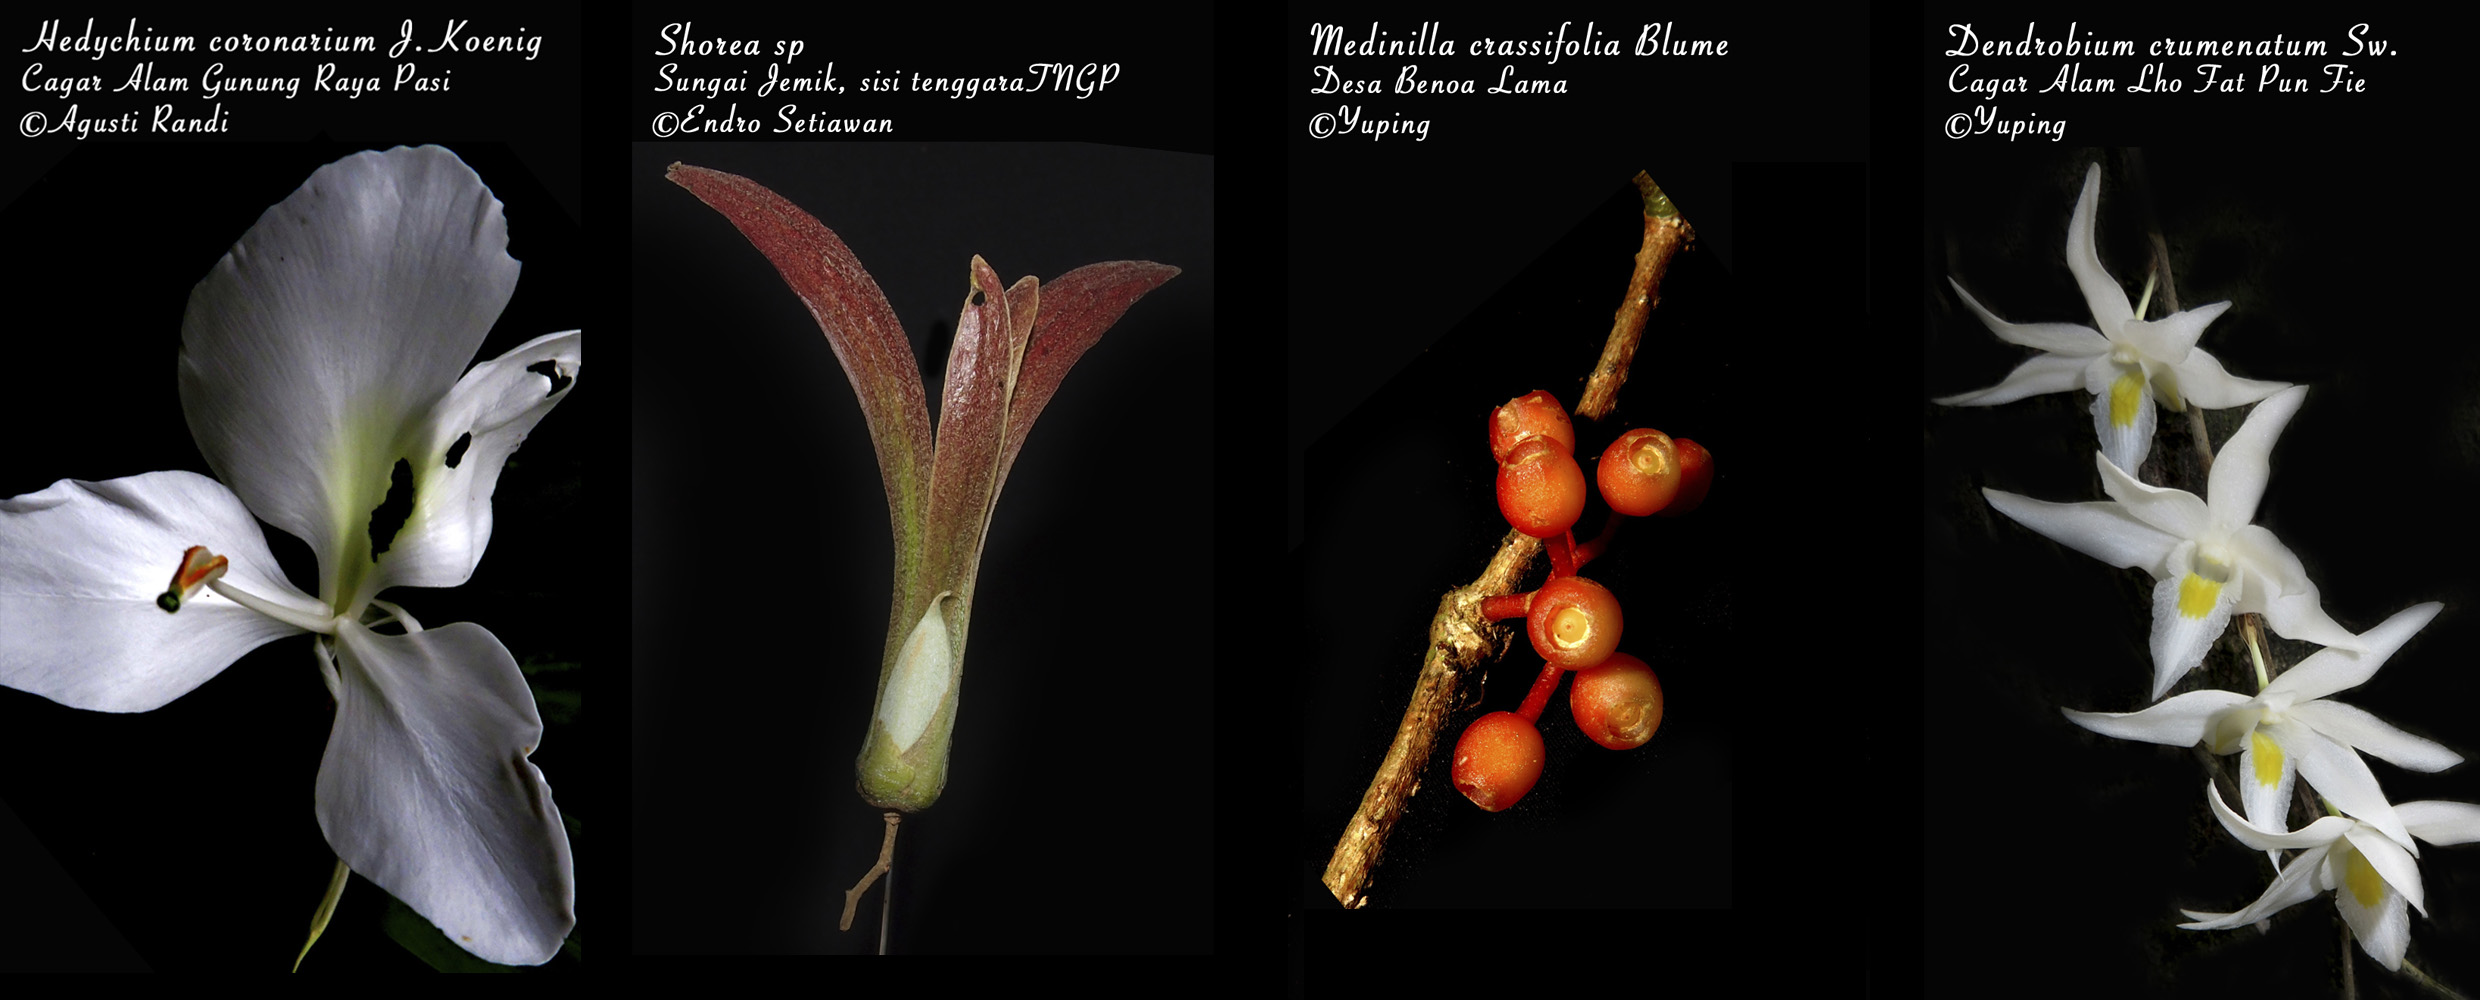 Hedychium coronarium J. Koenig
Cagar Alam Gunung Raya Pasi
©Agusti Randi
Shorea sp
Sungai Jemik, sisi tenggaraTNGP
©Endro Setiawan
Medinilla crassifolia Blume
Desa Benoa Lama
©Yuping
Dendrobium crumenatum Sw.
Cagar Alam Lho Fat Pun Fie
©Yuping